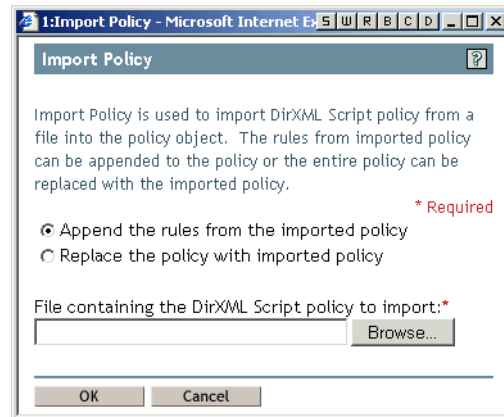 1:Import Policy - Microsoft Internet Ex S W R B C D
Import Policy ?
Import Policy is used to import DirXML Script policy from a
file into the policy object. The rules from imported policy
can be appended to the policy or the entire policy can be
replaced with the imported policy.
* Required
Append the rules from the imported policy
Replace the policy with imported policy
File containing the DirXML Script policy to import:*
Browse...
OK Cancel